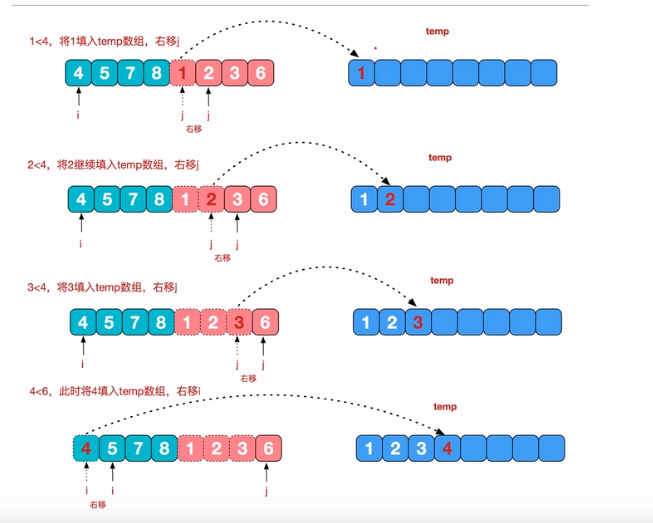 temp
1<4，将1填入temp数组，右移j
4 5 7 8 1 2 3 6
1
i j j
右移
temp
2<4，将2继续填入temp数组，右移j
4 5 7 8 1 2 3 6
1 2
i j j
右移
temp
3<4，将3填入temp数组，右移j
4 5 7 8 1 2 3 6
1 2 3
i j j
右移
4<6，此时将4填入temp数组，右移i
temp
4 5 7 8 1 2 3 6
1 2 3 4
i i j
右移